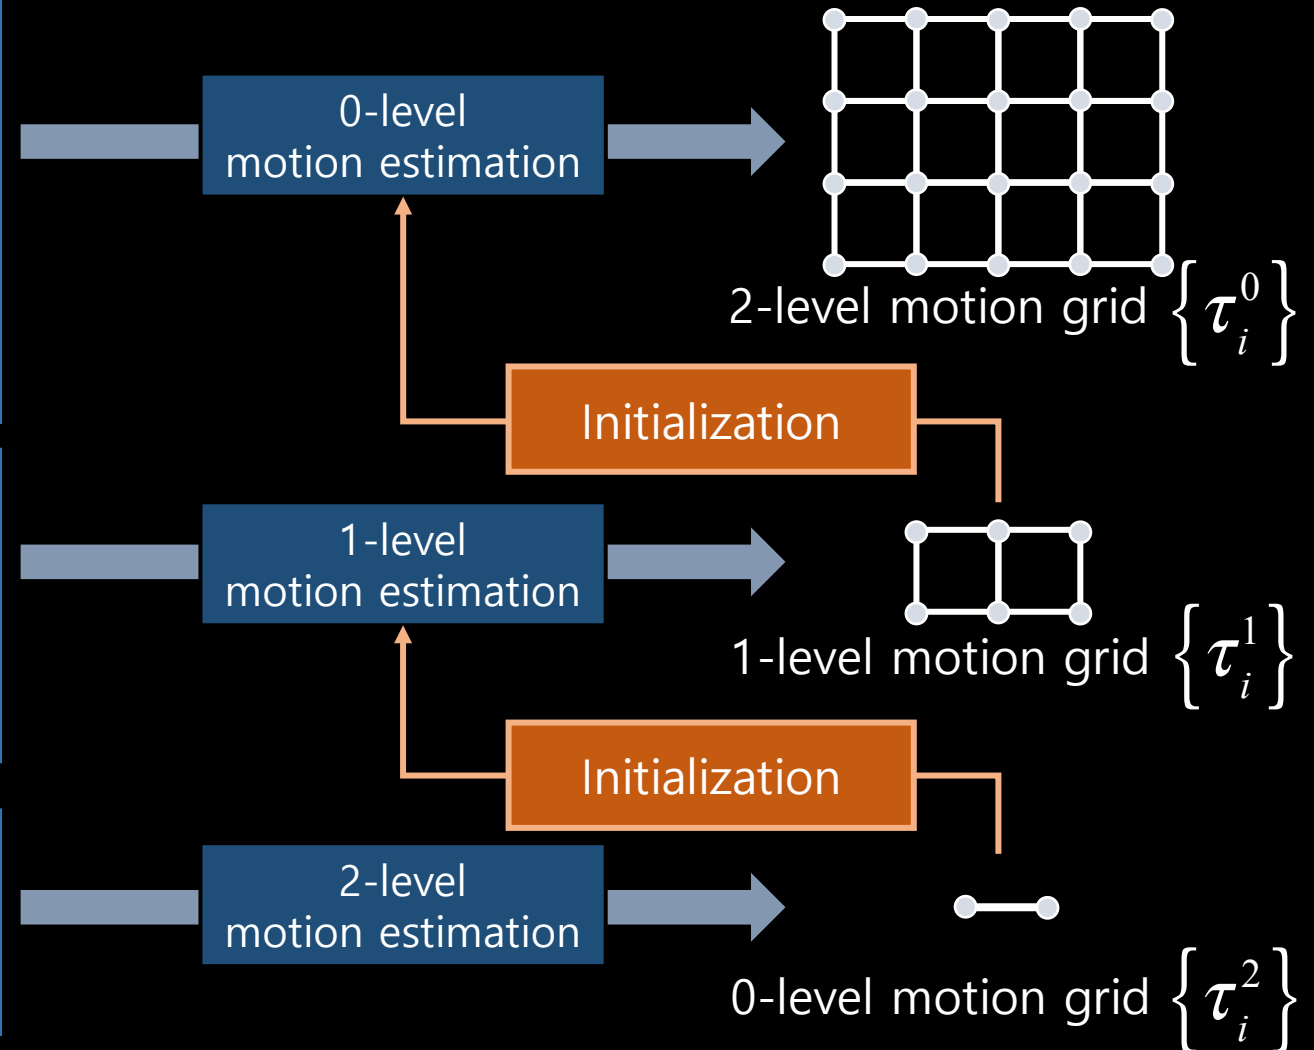 0-level
motion estimation
2-level motion grid {τ_i^0}
Initialization
1-level
motion estimation
1-level motion grid {τ_i^1}
Initialization
2-level
motion estimation
0-level motion grid {τ_i^2}